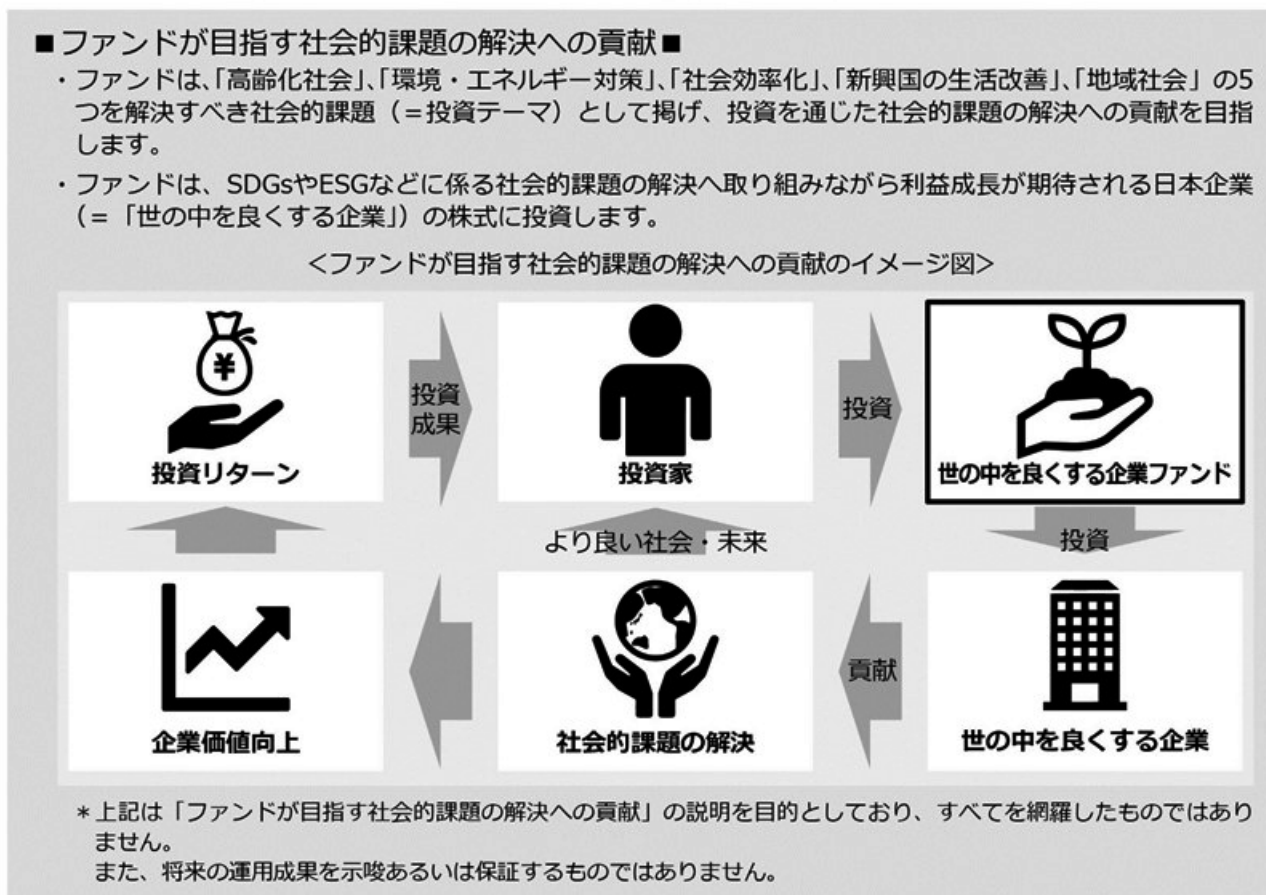 ■ファンドが目指す社会的課題の解決への貢献■
・ファンドは、「高齢化社会」、「環境・エネルギー対策」、「社会効率化」、「新興国の生活改善」、「地域社会」の5
つを解決すべき社会的課題（＝投資テーマ）として掲げ、投資を通じた社会的課題の解決への貢献を目指
します。
・ファンドは、SDGsやESGなどに係る社会的課題の解決へ取り組みながら利益成長が期待される日本企業
（＝「世の中を良くする企業」）の株式に投資します。
＜ファンドが目指す社会的課題の解決への貢献のイメージ図＞
¥
投資リターン
投資
成果
投資家
投資
世の中を良くする企業ファンド
より良い社会・未来
投資
企業価値向上
社会的課題の解決
貢献
世の中を良くする企業
＊上記は「ファンドが目指す社会的課題の解決への貢献」の説明を目的としており、すべてを網羅したものではあり
ません。
また、将来の運用成果を示唆あるいは保証するものではありません。